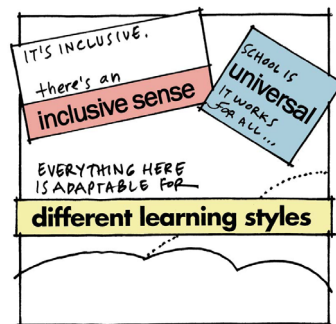 IT'S INCLUSIVE.
there's an
inclusive sense
SCHOOL IS
universal
IT WORKS
FOR ALL...
EVERYTHING HERE
IS ADAPTABLE FOR
different learning styles